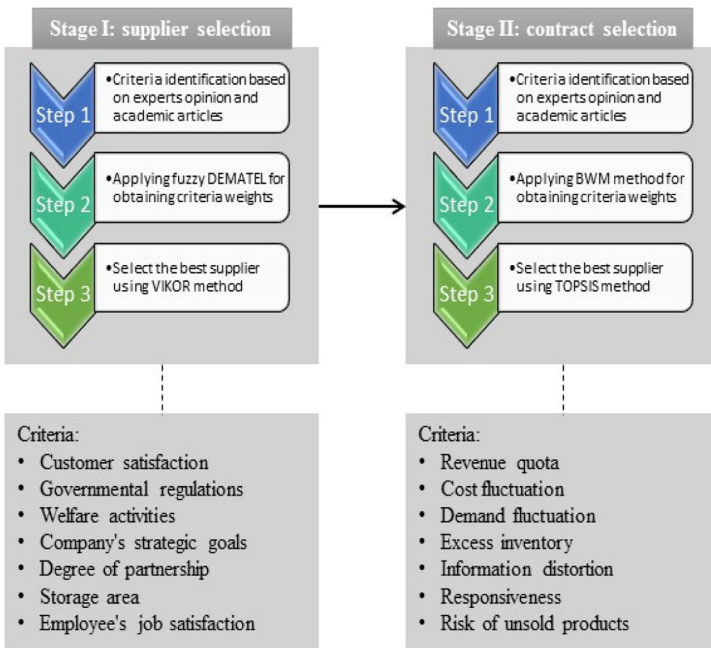 Stage I: supplier selection
Step 1
•Criteria identification based
on experts opinion and
academic articles
Step 2
•Applying fuzzy DEMATEL for
obtaining criteria weights
Step 3
•Select the best supplier
using VIKOR method
Stage II: contract selection
Step 1
•Criteria identification based
on experts opinion and
academic articles
Step 2
•Applying BWM method for
obtaining criteria weights
Step 3
•Select the best supplier
using TOPSIS method
Criteria:
• Customer satisfaction
• Governmental regulations
• Welfare activities
• Company's strategic goals
• Degree of partnership
• Storage area
• Employee's job satisfaction
Criteria:
• Revenue quota
• Cost fluctuation
• Demand fluctuation
• Excess inventory
• Information distortion
• Responsiveness
• Risk of unsold products